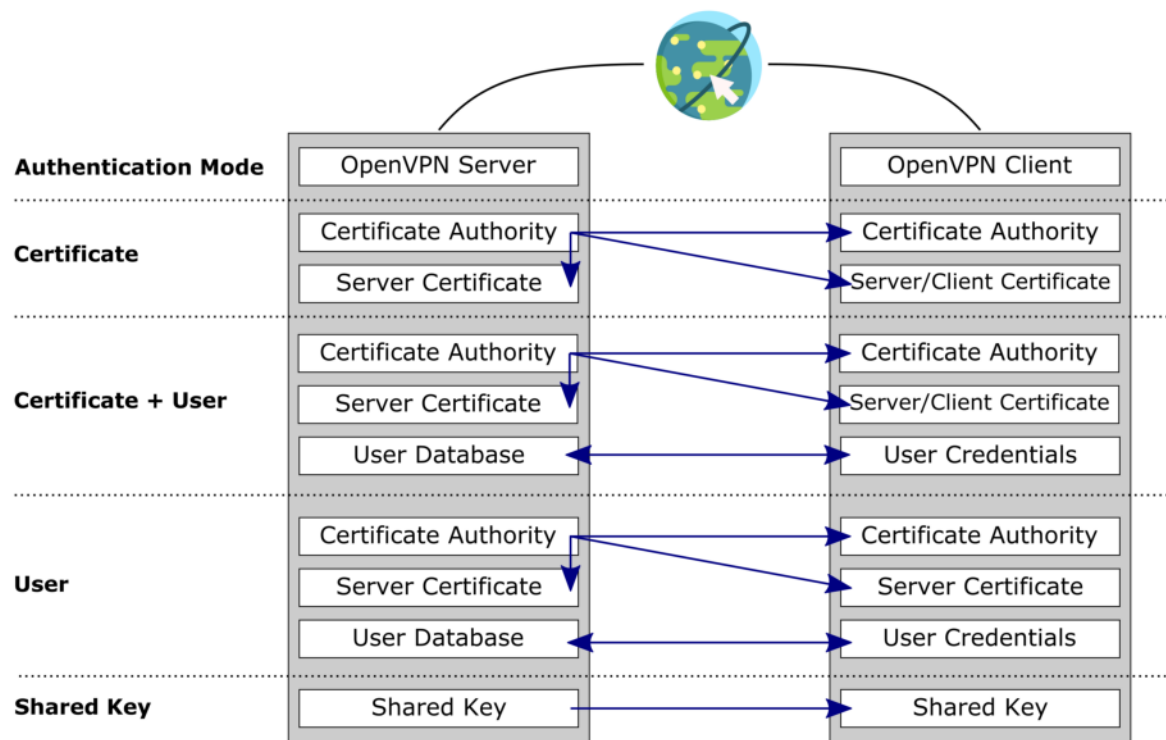 Authentication Mode
OpenVPN Server
OpenVPN Client
Certificate
Certificate Authority
Certificate Authority
Server Certificate
Server/Client Certificate
Certificate + User
Certificate Authority
Certificate Authority
Server Certificate
Server/Client Certificate
User Database
User Credentials
User
Certificate Authority
Certificate Authority
Server Certificate
Server Certificate
User Database
User Credentials
Shared Key
Shared Key
Shared Key